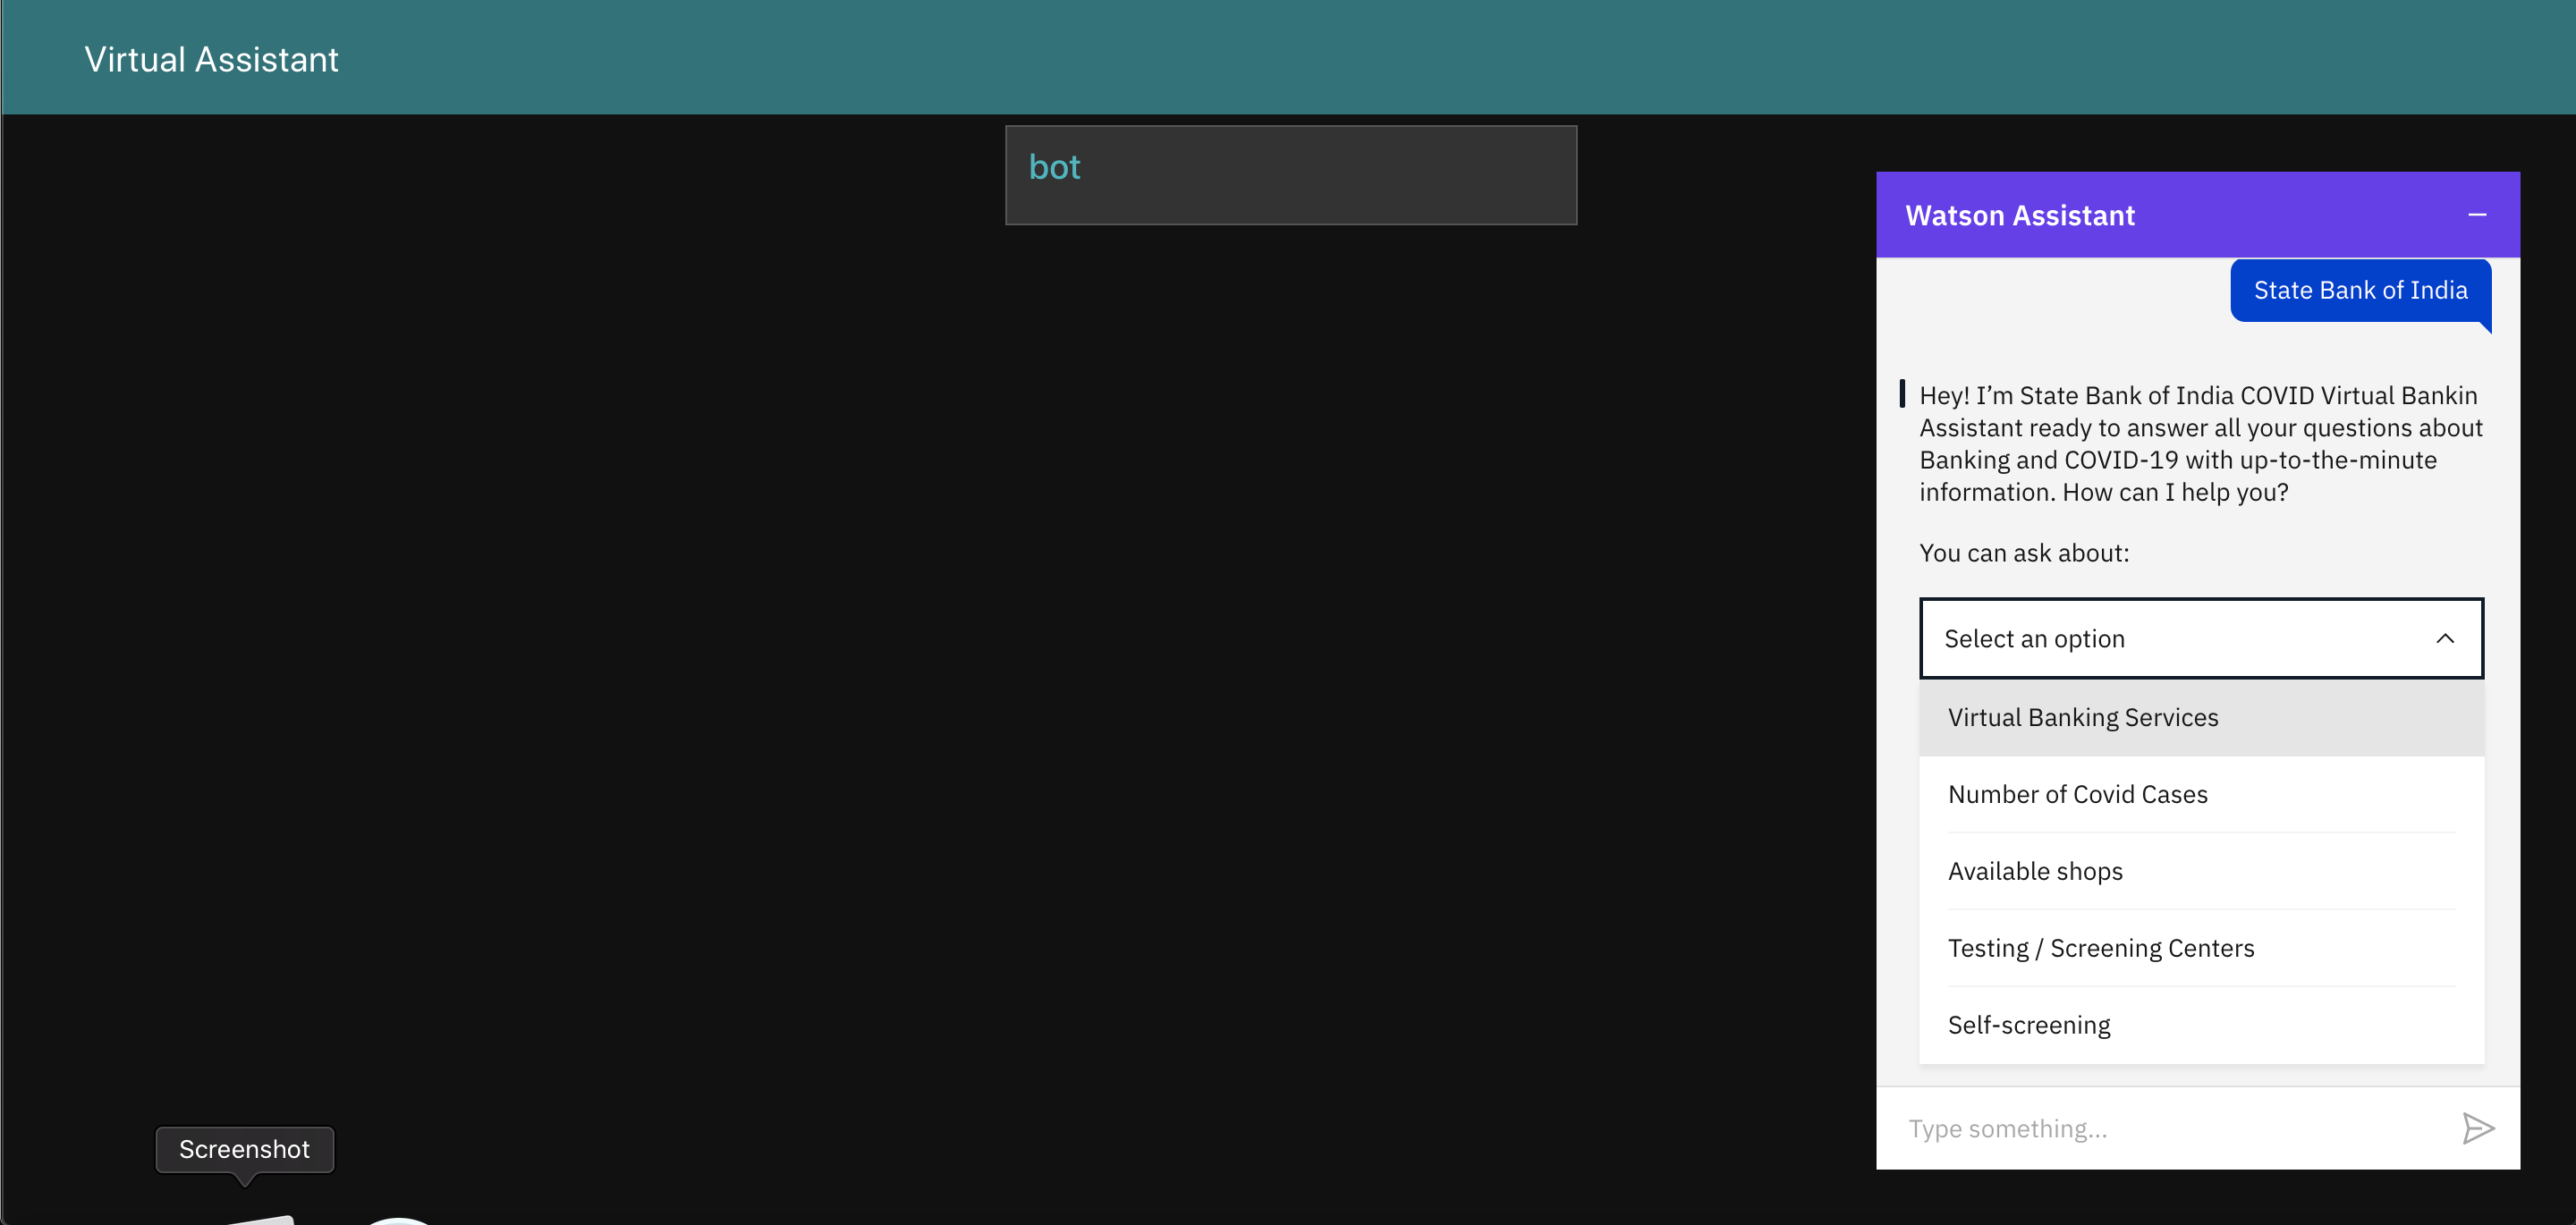 Virtual Assistant
bot
Watson Assistant
State Bank of India
Hey! I’m State Bank of India COVID Virtual Bankin
Assistant ready to answer all your questions about
Banking and COVID-19 with up-to-the-minute
information. How can I help you?
You can ask about:
Select an option
Virtual Banking Services
Number of Covid Cases
Available shops
Testing / Screening Centers
Self-screening
Type something...
Screenshot